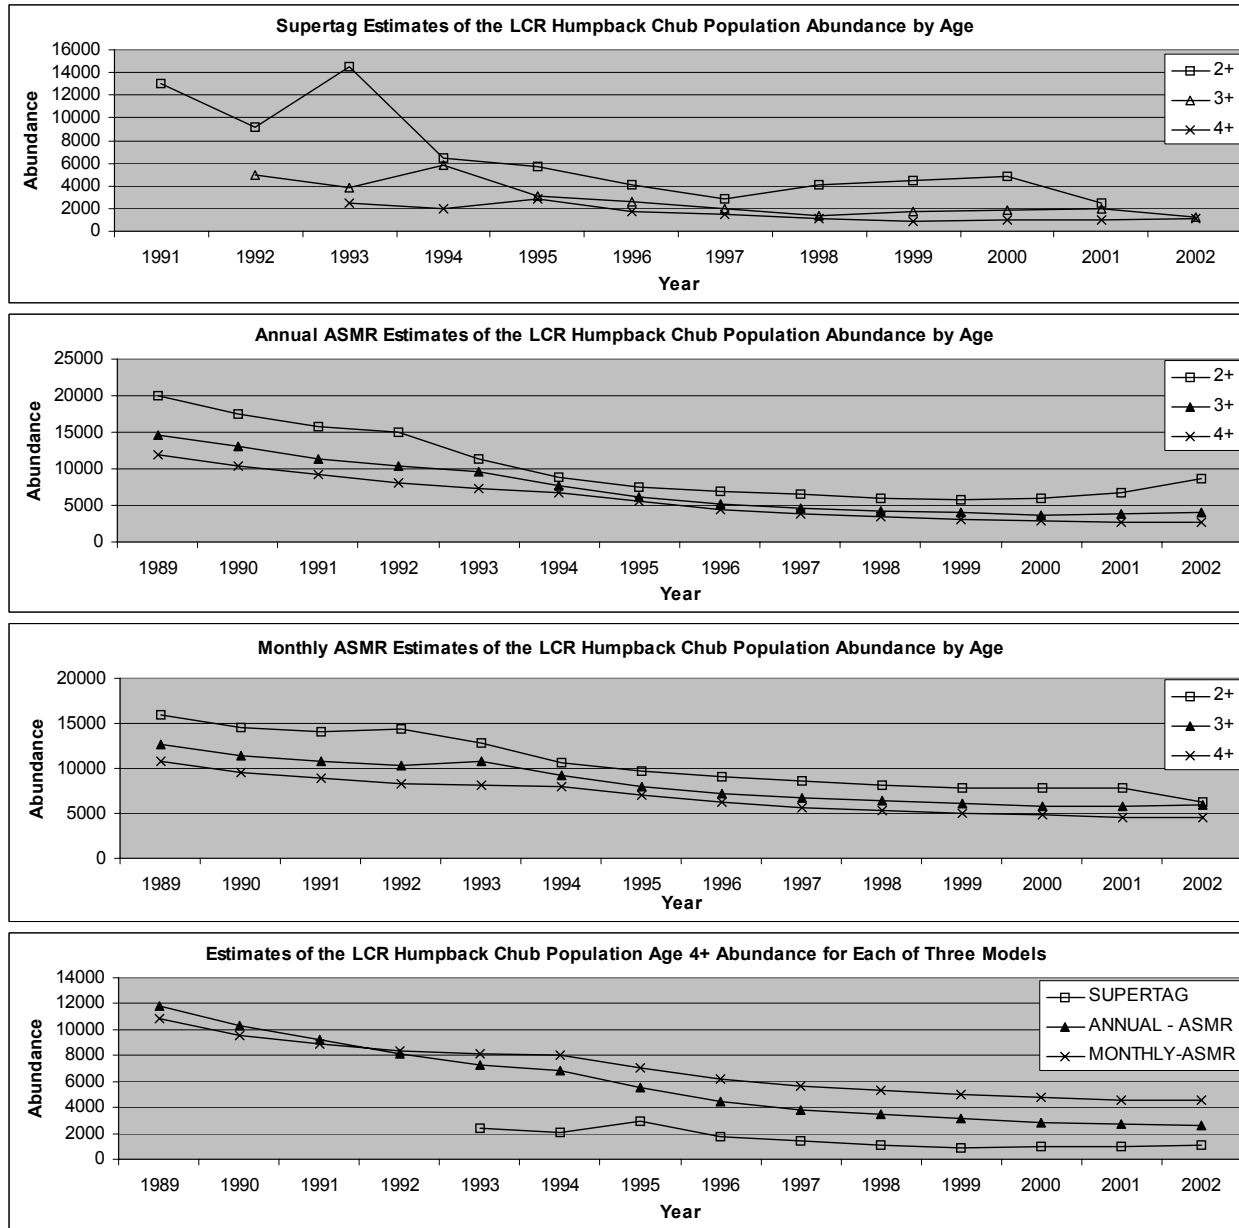 Supertag Estimates of the LCR Humpback Chub Population Abundance by Age
16000
14000
12000
10000
8000
6000
4000
2000
0
Abundance
2+
3+
4+
1991 1992 1993 1994 1995 1996 1997 1998 1999 2000 2001 2002
Year
Annual ASMR Estimates of the LCR Humpback Chub Population Abundance by Age
25000
20000
15000
10000
5000
0
Abundance
2+
3+
4+
1989 1990 1991 1992 1993 1994 1995 1996 1997 1998 1999 2000 2001 2002
Year
Monthly ASMR Estimates of the LCR Humpback Chub Population Abundance by Age
20000
15000
10000
5000
0
Abundance
2+
3+
4+
1989 1990 1991 1992 1993 1994 1995 1996 1997 1998 1999 2000 2001 2002
Year
Estimates of the LCR Humpback Chub Population Age 4+ Abundance for Each of Three Models
14000
12000
10000
8000
6000
4000
2000
0
Abundance
SUPERTAG
ANNUAL - ASMR
MONTHLY-ASMR
1989 1990 1991 1992 1993 1994 1995 1996 1997 1998 1999 2000 2001 2002
Year